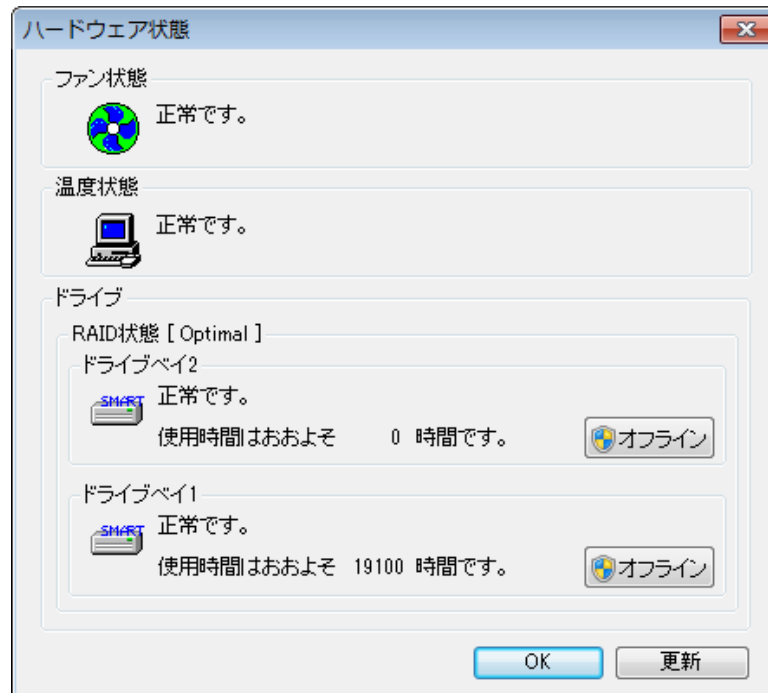 ハードウェア状態
ファン状態
正常です。
温度状態
正常です。
ドライブ
RAID状態 [ Optimal ]
ドライブベイ2
SMART 正常です。
使用時間はおおよそ 0 時間です。 オフライン
ドライブベイ1
SMART 正常です。
使用時間はおおよそ 19100 時間です。 オフライン
OK 更新